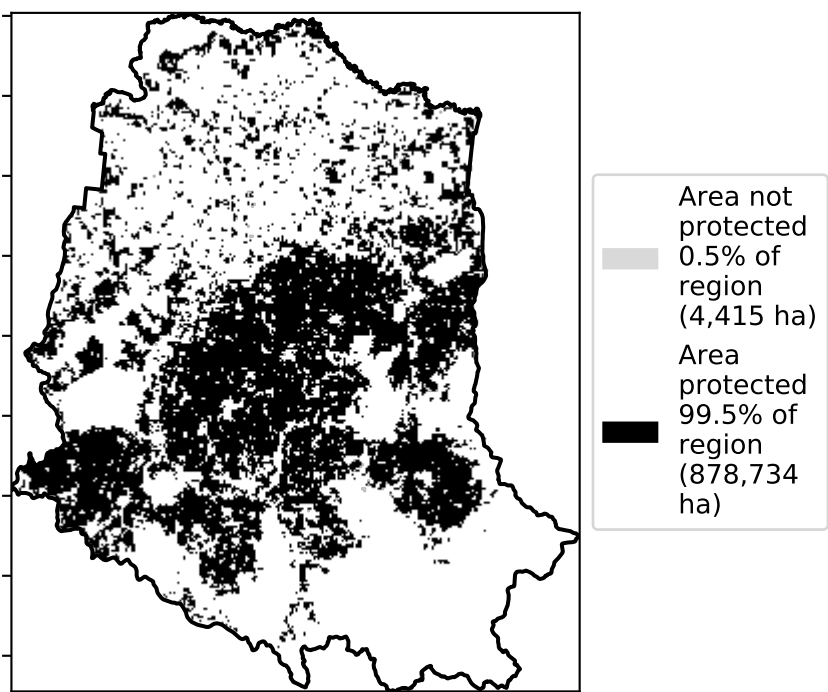 Area not
protected
0.5% of
region
(4,415 ha)
Area
protected
99.5% of
region
(878,734
ha)